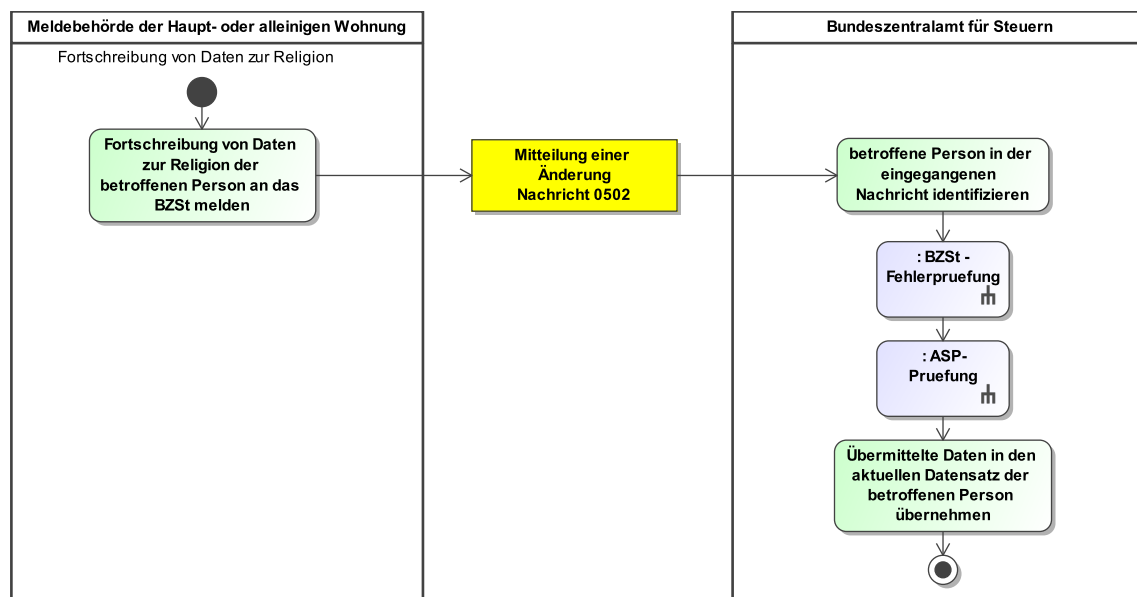 Meldebehörde der Haupt- oder alleinigen Wohnung
Fortschreibung von Daten zur Religion
Fortschreibung von Daten
zur Religion der
betroffenen Person an das
BZSt melden
Mitteilung einer
Änderung
Nachricht 0502
Bundeszentralamt für Steuern
betroffene Person in der
eingegangenen
Nachricht identifizieren
: BZSt -
Fehlerpruefung
: ASP-
Pruefung
Übermittelte Daten in den
aktuellen Datensatz der
betroffenen Person
übernehmen